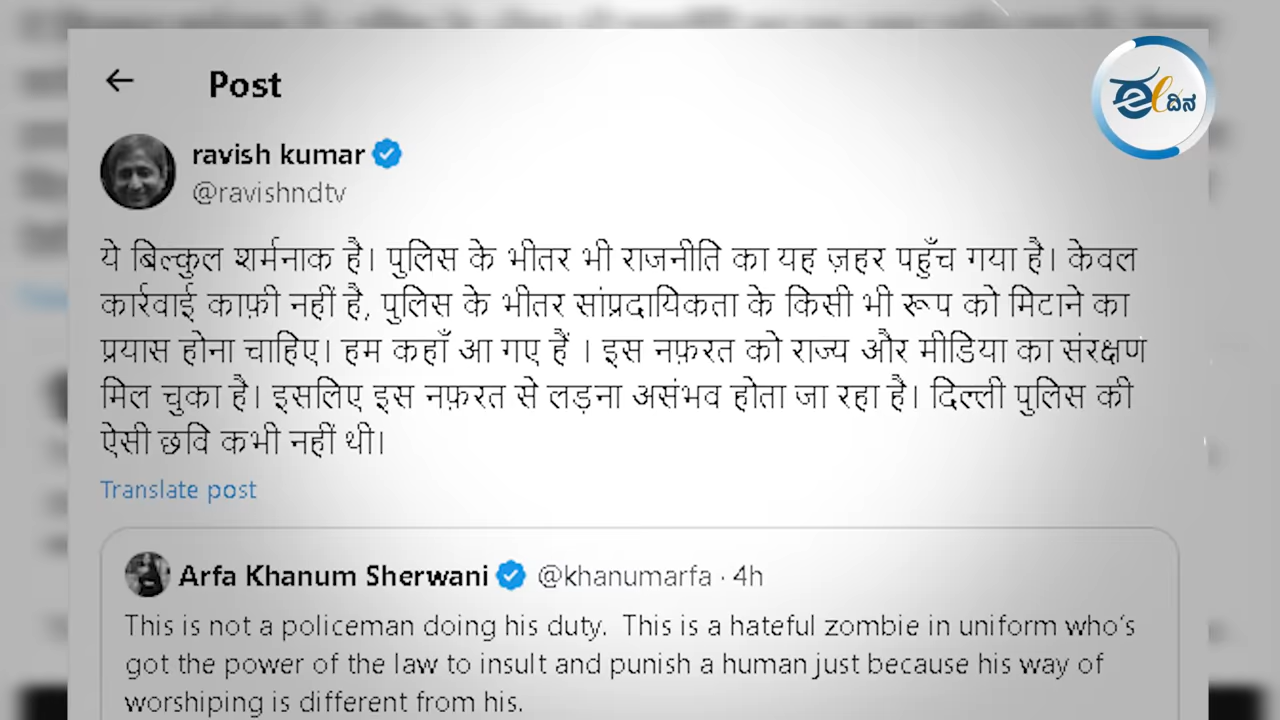 Post
ravish kumar
@ravishndtv
ये बिल्कुल शर्मनाक है। पुलिस के भीतर भी राजनीति का यह ज़हर पहुँच गया है। केवल
कार्रवाई काफ़ी नहीं है, पुलिस के भीतर सांप्रदायिकता के किसी भी रूप को मिटाने का
प्रयास होना चाहिए। हम कहाँ आ गए हैं । इस नफ़रत को राज्य और मीडिया का संरक्षण
मिल चुका है। इसलिए इस नफ़रत से लड़ना असंभव होता जा रहा है। दिल्ली पुलिस की
ऐसी छवि कभी नहीं थी।
Translate post
Arfa Khanum Sherwani @khanumarfa · 4h
This is not a policeman doing his duty. This is a hateful zombie in uniform who’s
got the power of the law to insult and punish a human just because his way of
worshiping is different from his.
ದಿನ